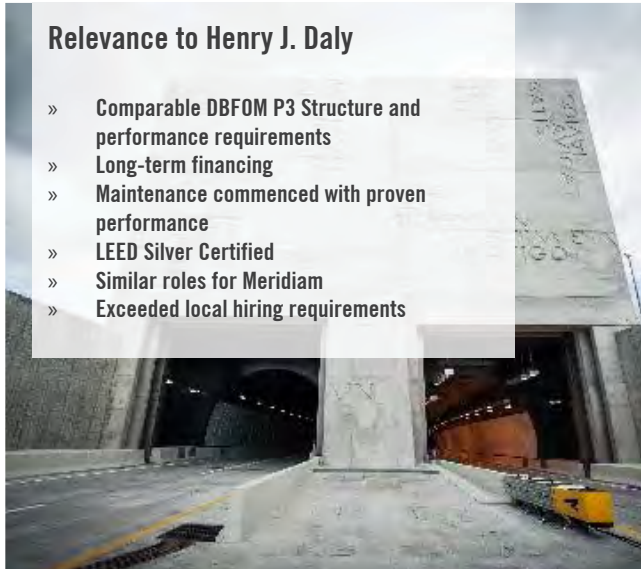 Relevance to Henry J. Daly
» Comparable DBFOM P3 Structure and
performance requirements
» Long-term financing
» Maintenance commenced with proven
performance
» LEED Silver Certified
» Similar roles for Meridiam
» Exceeded local hiring requirements